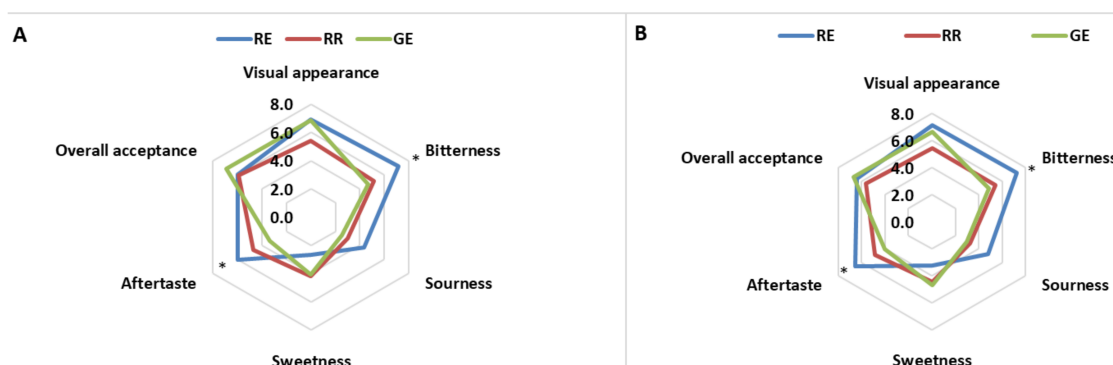 A
RE RR GE
Visual appearance
8.0
6.0
4.0
2.0
0.0
* Bitterness
Overall acceptance
Sourness
Aftertaste *
Sweetness
B
RE RR GE
Visual appearance
8.0
6.0
4.0
2.0
0.0
Bitterness
*
Overall acceptance
Sourness
Aftertaste *
Sweetness